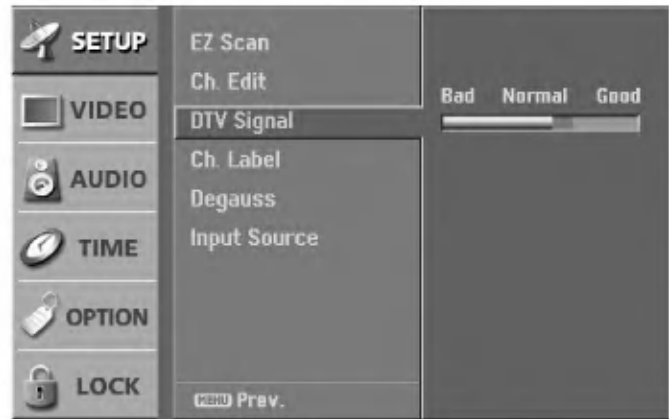 SETUP
VIDEO
AUDIO
TIME
OPTION
LOCK
EZ Scan
Ch. Edit
DTV Signal
Ch. Label
Degauss
Input Source
MENU Prev.
Bad Normal Good